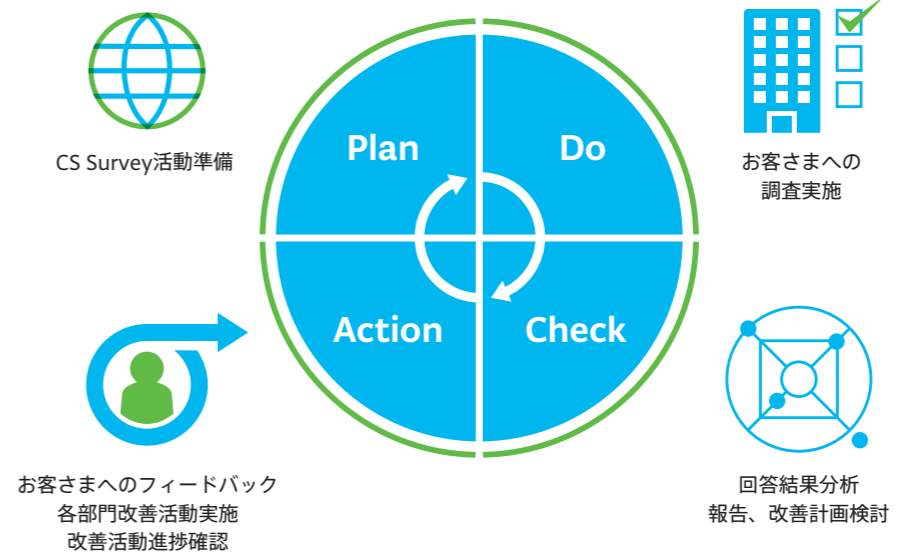 Plan
Do
CS Survey活動準備
お客さまへの
調査実施
Action
Check
お客さまへのフィードバック
各部門改善活動実施
改善活動進捗確認
回答結果分析
報告、改善計画検討